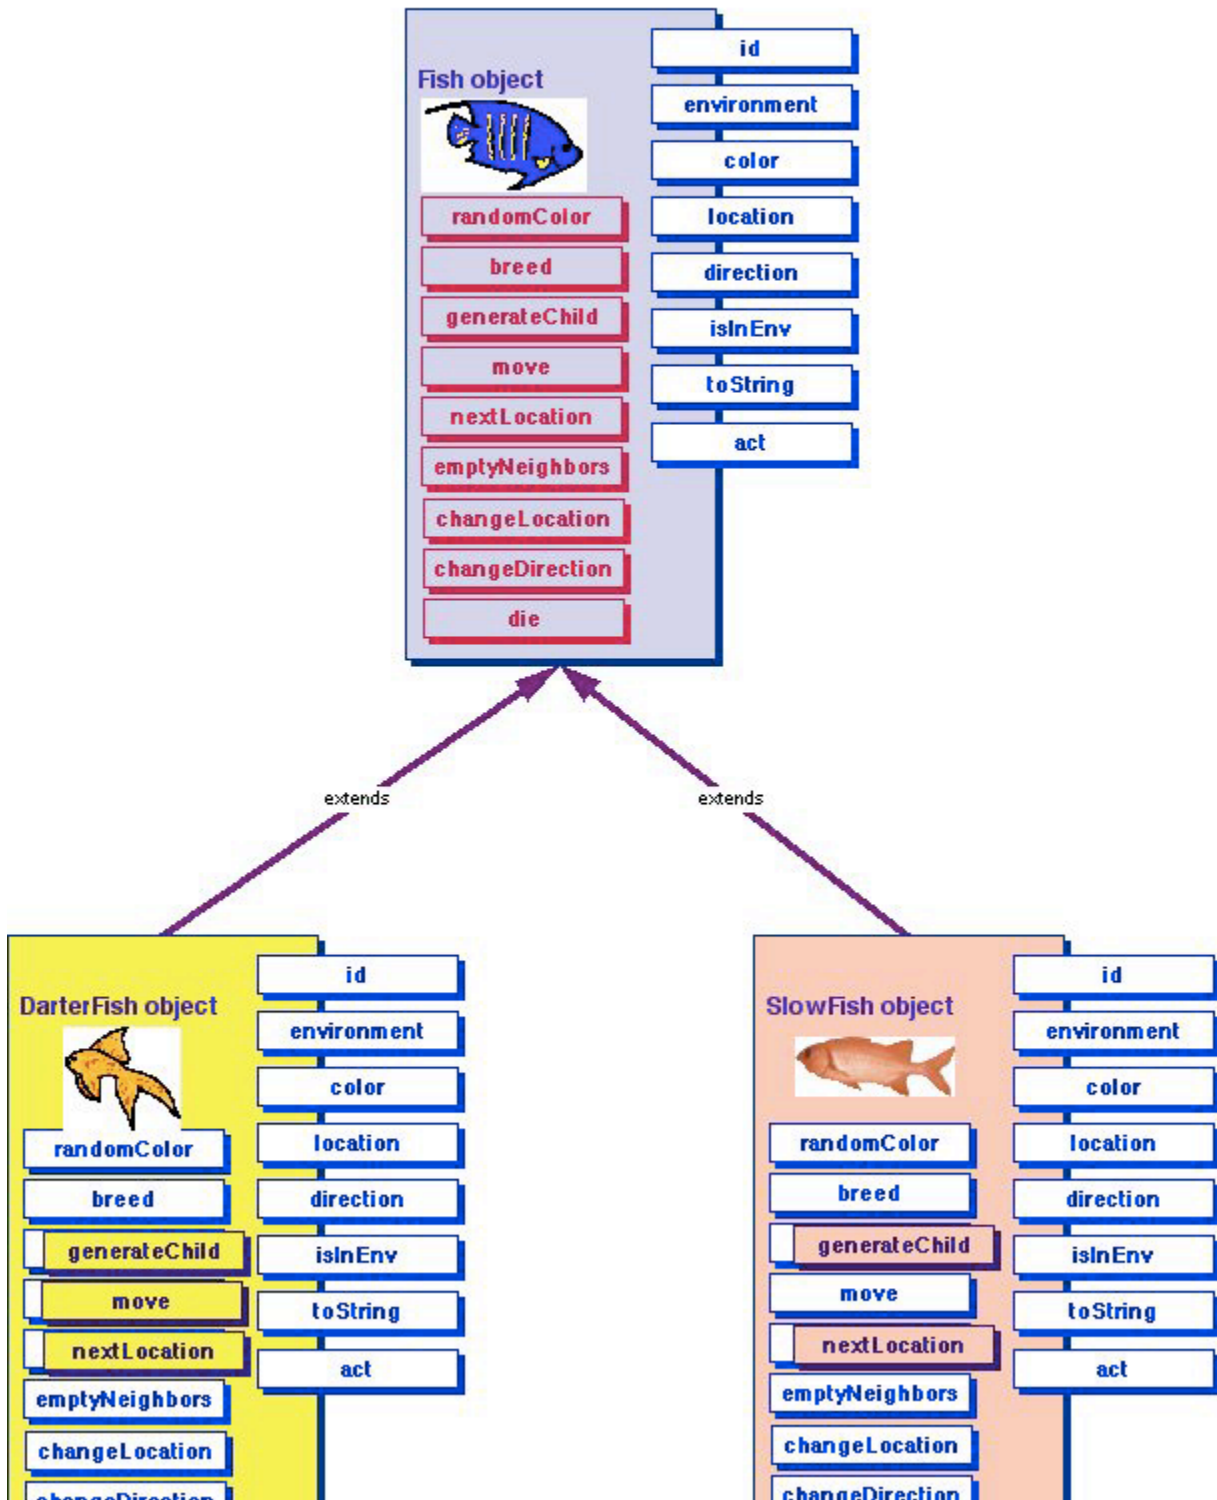 Fish object
randomColor
breed
generateChild
move
nextLocation
emptyNeighbors
changeLocation
changeDirection
die
id
environment
color
location
direction
isInEnv
toString
act
extends
extends
DarterFish object
randomColor
breed
generateChild
move
nextLocation
emptyNeighbors
changeLocation
changeDirection
id
environment
color
location
direction
isInEnv
toString
act
SlowFish object
randomColor
breed
generateChild
move
nextLocation
emptyNeighbors
changeLocation
changeDirection
id
environment
color
location
direction
isInEnv
toString
act